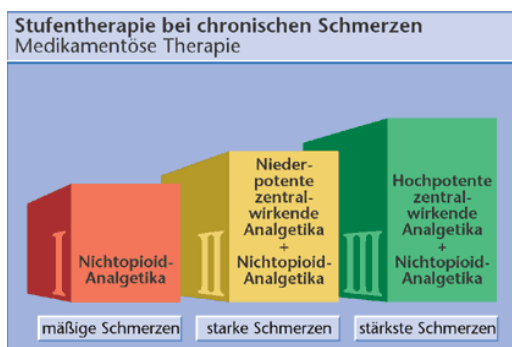 Stufentherapie bei chronischen Schmerzen
Medikamentöse Therapie
I
Nichtopioid-
Analgetika
II
Nieder-
potente
zentral-
wirkende
Analgetika
+
Nichtopioid-
Analgetika
III
Hochpotente
zentral-
wirkende
Analgetika
+
Nichtopioid-
Analgetika
mäßige Schmerzen
starke Schmerzen
stärkste Schmerzen